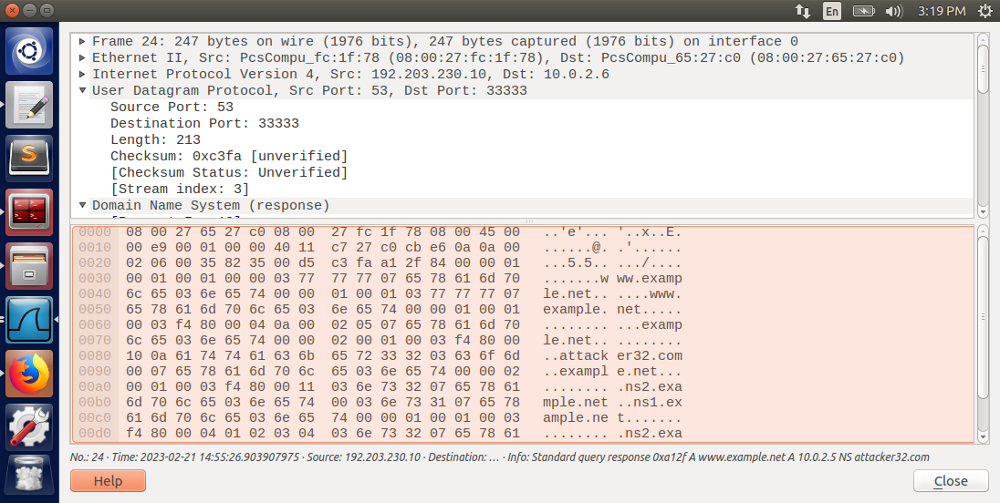 En 3:19 PM
Frame 24: 247 bytes on wire (1976 bits), 247 bytes captured (1976 bits) on interface 0
Ethernet II, Src: PcsCompu_fc:1f:78 (08:00:27:fc:1f:78), Dst: PcsCompu_65:27:c0 (08:00:27:65:27:c0)
Internet Protocol Version 4, Src: 192.203.230.10, Dst: 10.0.2.6
User Datagram Protocol, Src Port: 53, Dst Port: 33333
Source Port: 53
Destination Port: 33333
Length: 213
Checksum: 0xc3fa [unverified]
[Checksum Status: Unverified]
[Stream index: 3]
Domain Name System (response)
0000 08 00 27 65 27 c0 08 00 27 fc 1f 78 08 00 45 00 ..'e'... '..x..E.
0010 00 e9 00 01 00 00 40 11 c7 27 c0 cb e6 0a 0a 00 ......@. .'......
0020 02 06 00 35 82 35 00 d5 c3 fa a1 2f 84 00 00 01 ...5.5.. .../....
0030 00 01 00 01 00 00 03 77 77 77 07 65 78 61 6d 70 .......w ww.examp
0040 6c 65 03 6e 65 74 00 00 01 00 01 03 77 77 77 07 le.net.. ....www.
0050 65 78 61 6d 70 6c 65 03 6e 65 74 00 00 01 00 01 example. net.....
0060 00 03 f4 80 00 04 0a 00 02 05 07 65 78 61 6d 70 ........ ...examp
0070 6c 65 03 6e 65 74 00 00 02 00 01 00 03 f4 80 00 le.net.. ........
0080 10 0a 61 74 74 61 63 6b 65 72 33 32 03 63 6f 6d ..attack er32.com
0090 00 07 65 78 61 6d 70 6c 65 03 6e 65 74 00 00 02 ..exampl e.net...
00a0 00 01 00 03 f4 80 00 11 03 6e 73 32 07 65 78 61 ........ .ns2.exa
00b0 6d 70 6c 65 03 6e 65 74 00 03 6e 73 31 07 65 78 mple.net ..ns1.ex
00c0 61 6d 70 6c 65 03 6e 65 74 00 00 01 00 01 00 03 ample.ne t.......
00d0 f4 80 00 04 01 02 03 04 03 6e 73 32 07 65 78 61 ........ .ns2.exa
No.: 24 · Time: 2023-02-21 14:55:26.903907975 · Source: 192.203.230.10 · Destination: ... · Info: Standard query response 0xa12f A www.example.net A 10.0.2.5 NS attacker32.com
Help
Close